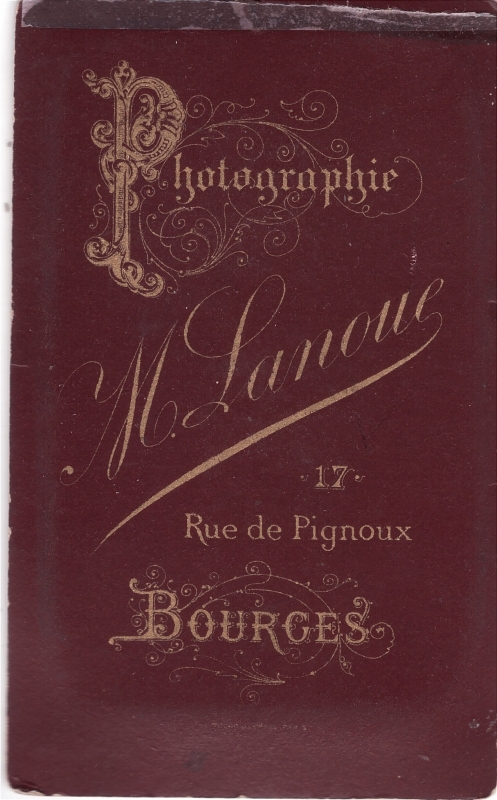 Photographie
M. Lanoue
17
Rue de Pignoux
BOURGES